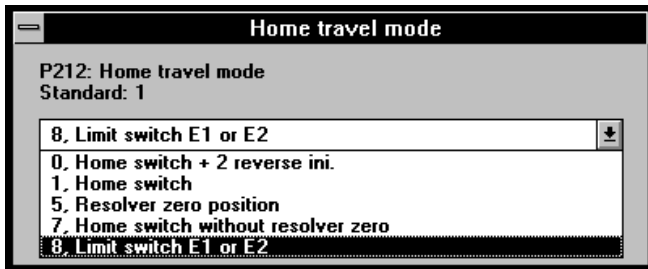 Home travel mode
P212: Home travel mode
Standard: 1
8, Limit switch E1 or E2
0, Home switch + 2 reverse ini.
1, Home switch
5, Resolver zero position
7, Home switch without resolver zero
8, Limit switch E1 or E2